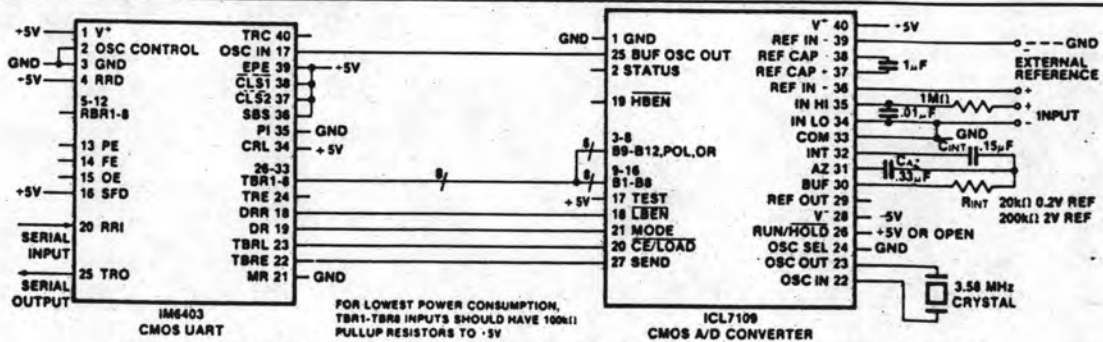 +5V
1 V+
GND
2 OSC CONTROL
3 GND
-5V
4 RRD
5-12
RBR1-8
13 PE
14 FE
15 OE
+5V
16 SFD
20 RRI
SERIAL
INPUT
25 TRO
SERIAL
OUTPUT
TRC 40
OSC IN 17
EPE 39
+5V
CLS1 38
CLS2 37
SBS 36
PI 35
GND
CRL 34
+5V
26-33
TBR1-8
8
8
8
TRE 24
DRR 18
DR 19
TBRL 23
TBRE 22
MR 21
GND
IM6403
CMOS UART
FOR LOWEST POWER CONSUMPTION,
TBR1-TBR8 INPUTS SHOULD HAVE 100kΩ
PULLUP RESISTORS TO +5V
GND
1 GND
25 BUF OSC OUT
2 STATUS
19 HBEN
3-8
B9-B12,POL,OR
9-16
B1-B8
+5V
17 TEST
18 LBEN
21 MODE
20 CE/LOAD
27 SEND
V+ 40
-5V
REF IN - 39
GND
REF CAP - 38
1µF
REF CAP + 37
EXTERNAL
REFERENCE
REF IN + 36
+
IN HI 35
1MΩ
+
.01µF
INPUT
IN LO 34
-
COM 33
GND
INT 32
CINT
.15µF
AZ 31
CAZ
.33µF
BUF 30
RINT
20kΩ 0.2V REF
200kΩ 2V REF
REF OUT 29
V- 28
-5V
RUN/HOLD 26
+5V OR OPEN
OSC SEL 24
GND
OSC OUT 23
OSC IN 22
3.58 MHz
CRYSTAL
ICL7109
CMOS A/D CONVERTER